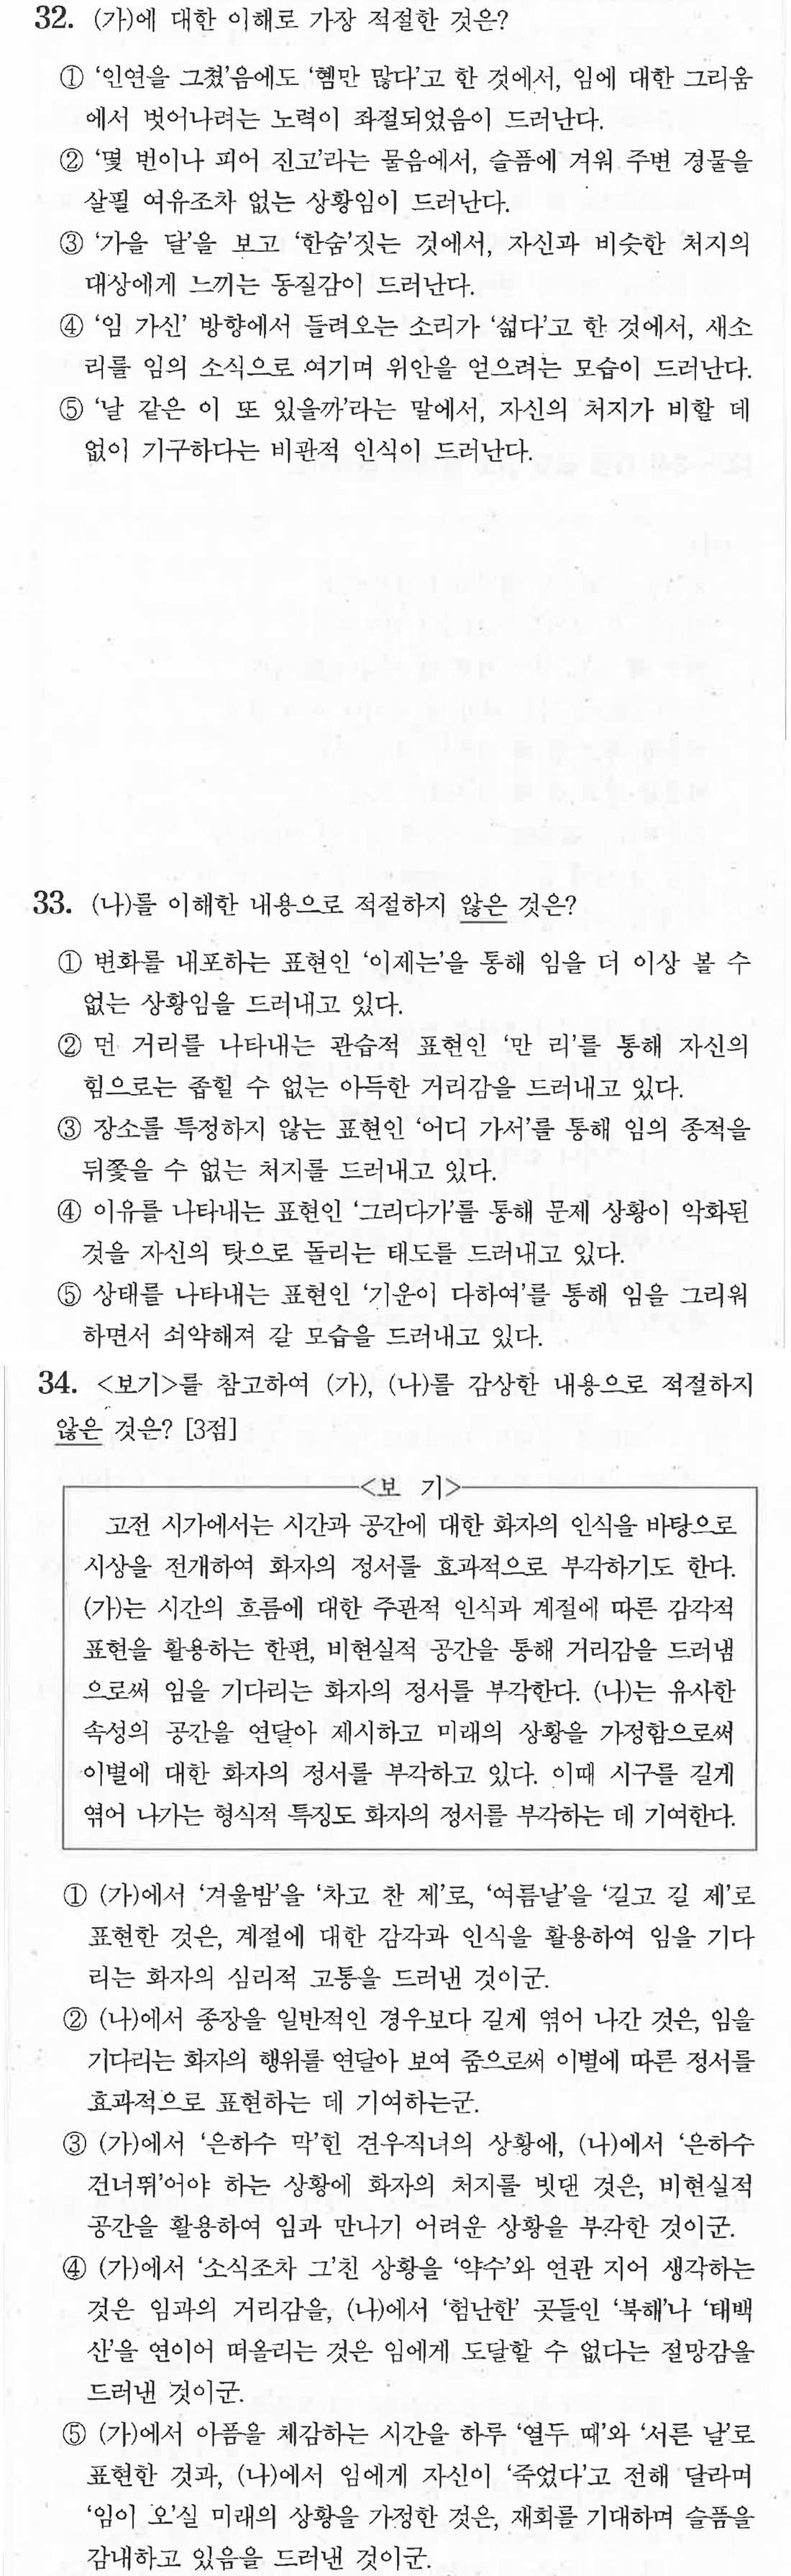 32. (가)에 대한 이해로 가장 적절한 것은?
① ‘인연을 그쳤’음에도 ‘혬만 많다’고 한 것에서, 임에 대한 그리움
에서 벗어나려는 노력이 좌절되었음이 드러난다.
② ‘몇 번이나 피어 진고’라는 물음에서, 슬픔에 겨워 주변 경물을
살필 여유조차 없는 상황임이 드러난다.
③ ‘가을 달’을 보고 ‘한숨’짓는 것에서, 자신과 비슷한 처지의
대상에게 느끼는 동질감이 드러난다.
④ ‘임 가신’ 방향에서 들려오는 소리가 ‘섧다’고 한 것에서, 새소
리를 임의 소식으로 여기며 위안을 얻으려는 모습이 드러난다.
⑤ ‘날 같은 이 또 있을까’라는 말에서, 자신의 처지가 비할 데
없이 기구하다는 비관적 인식이 드러난다.
33. (나)를 이해한 내용으로 적절하지 않은 것은?
① 변화를 내포하는 표현인 ‘이제는’을 통해 임을 더 이상 볼 수
없는 상황임을 드러내고 있다.
② 먼 거리를 나타내는 관습적 표현인 ‘만 리’를 통해 자신의
힘으로는 좁힐 수 없는 아득한 거리감을 드러내고 있다.
③ 장소를 특정하지 않는 표현인 ‘어디 가서’를 통해 임의 종적을
뒤쫓을 수 없는 처지를 드러내고 있다.
④ 이유를 나타내는 표현인 ‘그리다가’를 통해 문제 상황이 악화된
것을 자신의 탓으로 돌리는 태도를 드러내고 있다.
⑤ 상태를 나타내는 표현인 ‘기운이 다하여’를 통해 임을 그리워
하면서 쇠약해져 갈 모습을 드러내고 있다.
34. <보기>를 참고하여 (가), (나)를 감상한 내용으로 적절하지
않은 것은? [3점]
<보 기>
고전 시가에서는 시간과 공간에 대한 화자의 인식을 바탕으로
시상을 전개하여 화자의 정서를 효과적으로 부각하기도 한다.
(가)는 시간의 흐름에 대한 주관적 인식과 계절에 따른 감각적
표현을 활용하는 한편, 비현실적 공간을 통해 거리감을 드러냄
으로써 임을 기다리는 화자의 정서를 부각한다. (나)는 유사한
속성의 공간을 연달아 제시하고 미래의 상황을 가정함으로써
이별에 대한 화자의 정서를 부각하고 있다. 이때 시구를 길게
엮어 나가는 형식적 특징도 화자의 정서를 부각하는 데 기여한다.
① (가)에서 ‘겨울밤’을 ‘차고 찬 제’로, ‘여름날’을 ‘길고 길 제’로
표현한 것은, 계절에 대한 감각과 인식을 활용하여 임을 기다
리는 화자의 심리적 고통을 드러낸 것이군.
② (나)에서 종장을 일반적인 경우보다 길게 엮어 나간 것은, 임을
기다리는 화자의 행위를 연달아 보여 줌으로써 이별에 따른 정서를
효과적으로 표현하는 데 기여하는군.
③ (가)에서 ‘은하수 막’힌 견우직녀의 상황에, (나)에서 ‘은하수
건너뛰’어야 하는 상황에 화자의 처지를 빗댄 것은, 비현실적
공간을 활용하여 임과 만나기 어려운 상황을 부각한 것이군.
④ (가)에서 ‘소식조차 그’친 상황을 ‘약수’와 연관 지어 생각하는
것은 임과의 거리감을, (나)에서 ‘험난한’ 곳들인 ‘북해’나 ‘태백
산’을 연이어 떠올리는 것은 임에게 도달할 수 없다는 절망감을
드러낸 것이군.
⑤ (가)에서 아픔을 체감하는 시간을 하루 ‘열두 때’와 ‘서른 날’로
표현한 것과, (나)에서 임에게 자신이 ‘죽었다’고 전해 달라며
‘임이 오’실 미래의 상황을 가정한 것은, 재회를 기대하며 슬픔을
감내하고 있음을 드러낸 것이군.